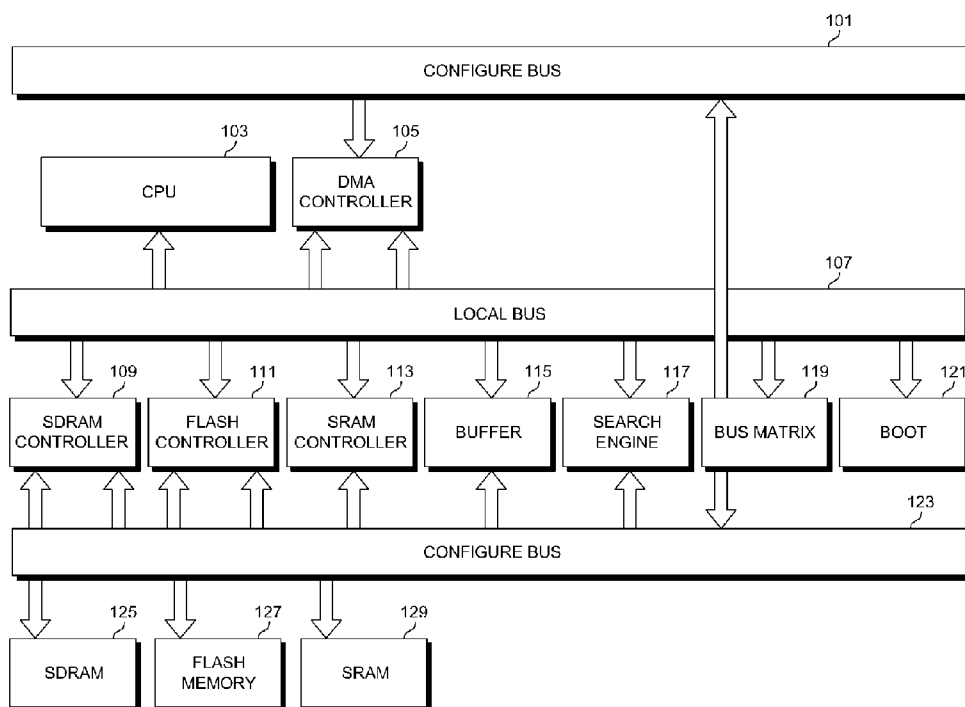 101
CONFIGURE BUS
103
105
CPU
DMA
CONTROLLER
107
LOCAL BUS
109
111
113
115
117
119
121
SDRAM
CONTROLLER
FLASH
CONTROLLER
SRAM
CONTROLLER
BUFFER
SEARCH
ENGINE
BUS MATRIX
BOOT
123
CONFIGURE BUS
125
127
129
SDRAM
FLASH
MEMORY
SRAM